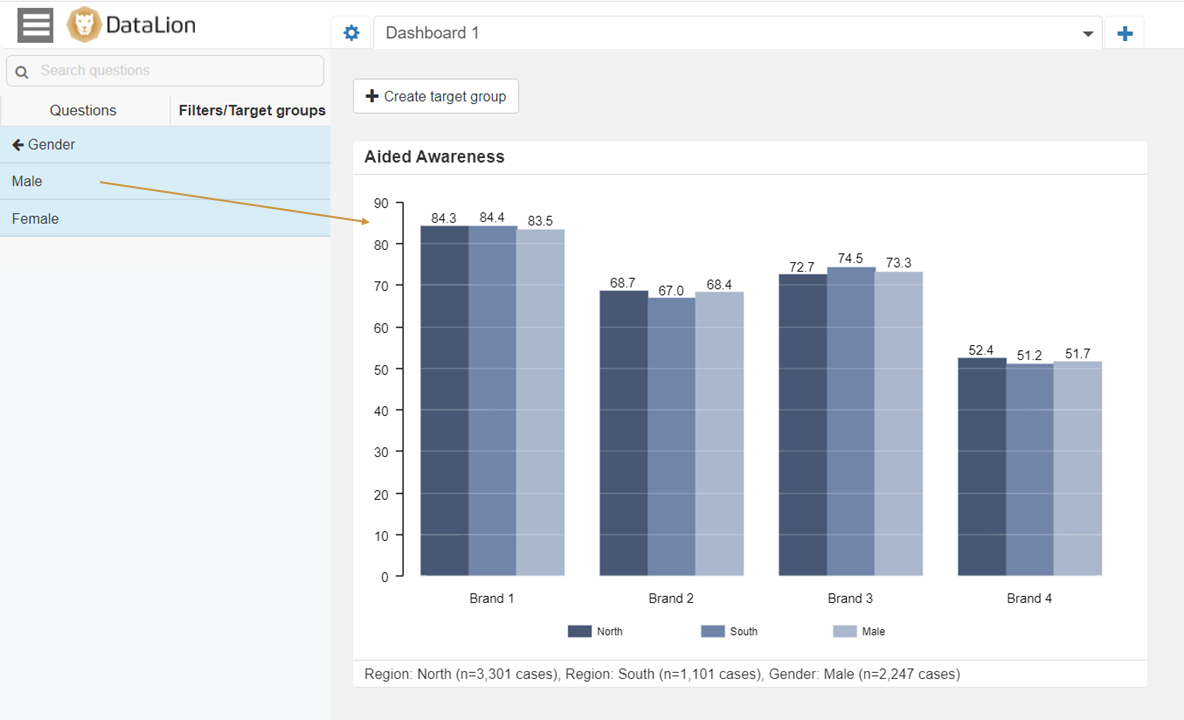 DataLion
Dashboard 1
Search questions
Questions
Filters/Target groups
Create target group
Gender
Male
Female
Aided Awareness
90
80
70
60
50
40
30
20
10
0
84.3
84.4
83.5
68.7
67.0
68.4
72.7
74.5
73.3
52.4
51.2
51.7
Brand 1
Brand 2
Brand 3
Brand 4
North
South
Male
Region: North (n=3,301 cases), Region: South (n=1,101 cases), Gender: Male (n=2,247 cases)